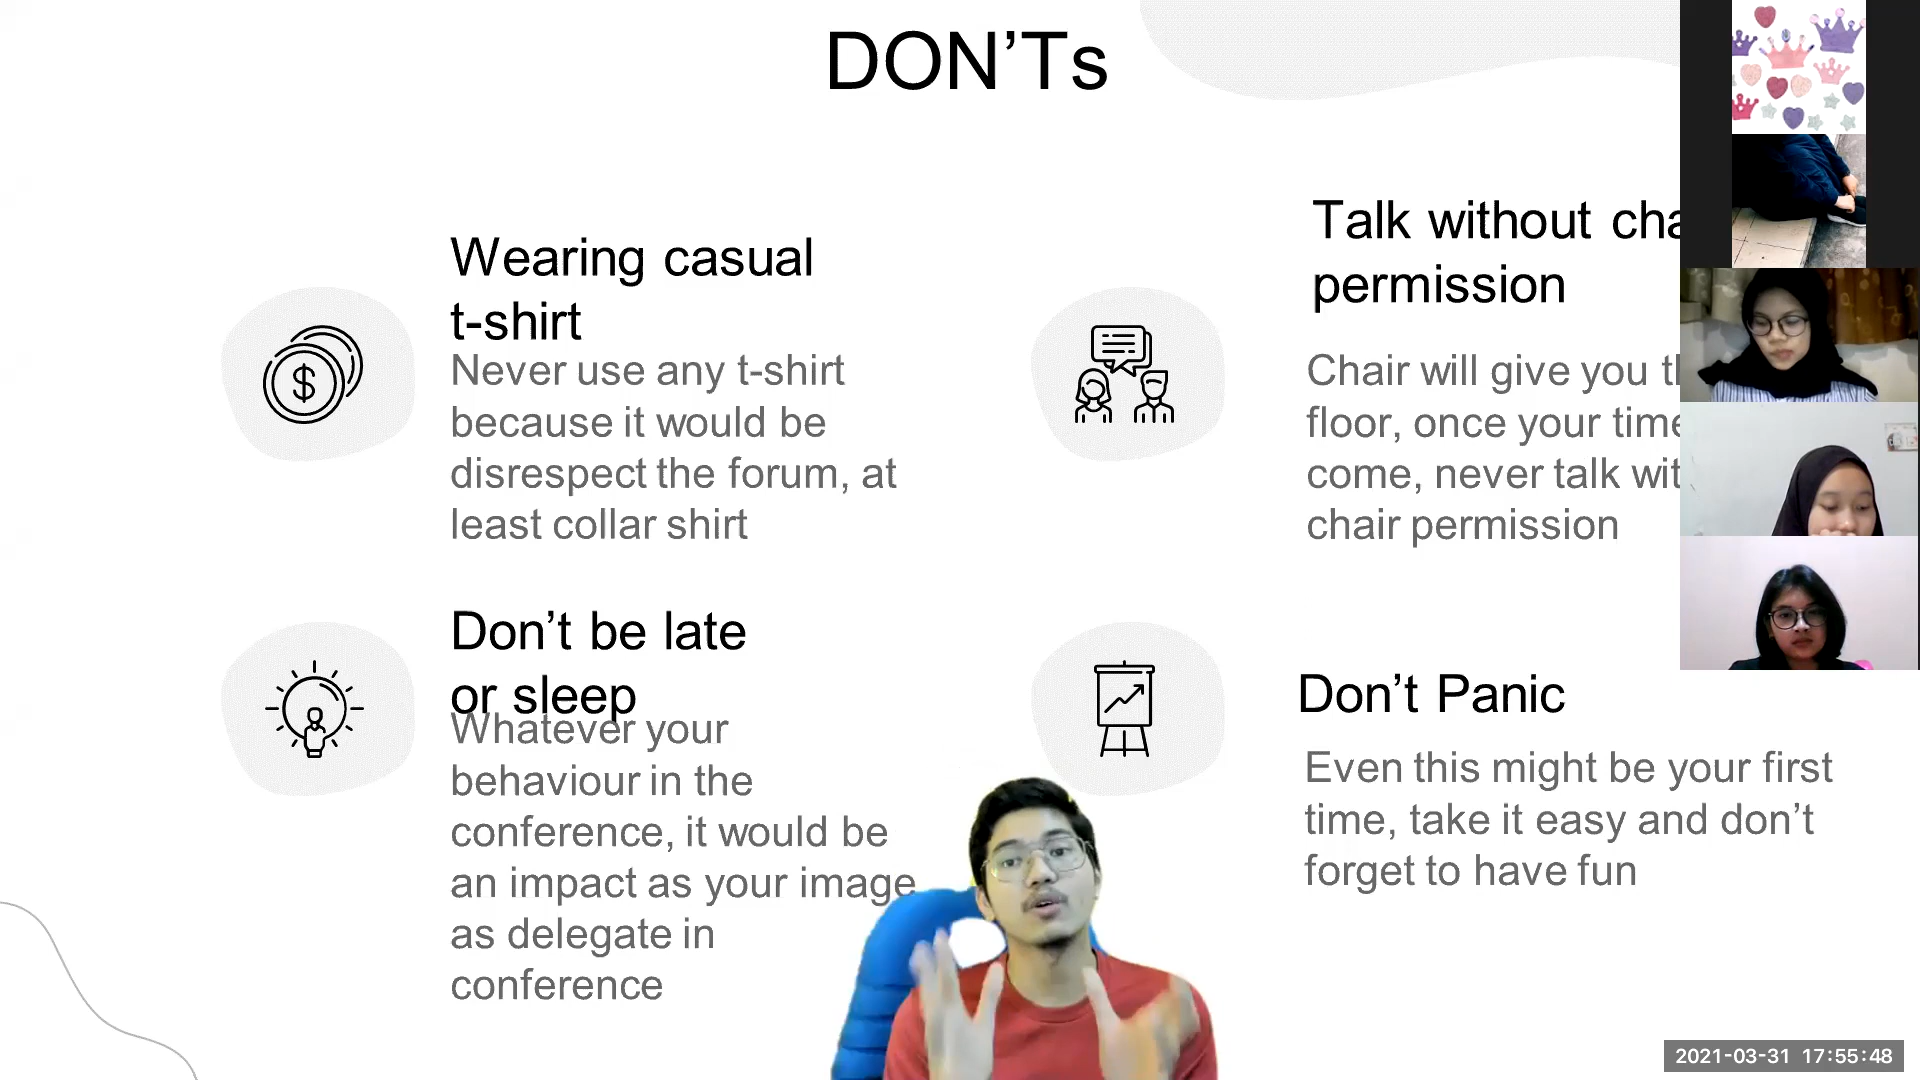 DON’Ts
Wearing casual
t-shirt
Never use any t-shirt
because it would be
disrespect the forum, at
least collar shirt
Talk without
permission
Chair will give you
floor, once your
come, never talk
chair permission
Don’t be late
or sleep
Whatever your
behaviour in the
conference, it would be
an impact as your image
as delegate in
conference
Don’t Panic
Even this might be your first
time, take it easy and don’t
forget to have fun
2021-03-31 17:55:48